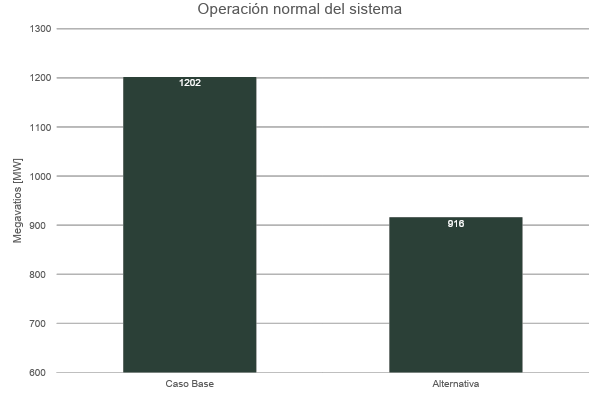 Operación normal del sistema
Megavatios [MW]
1300
1200
1100
1000
900
800
700
600
1202
916
Caso Base
Alternativa